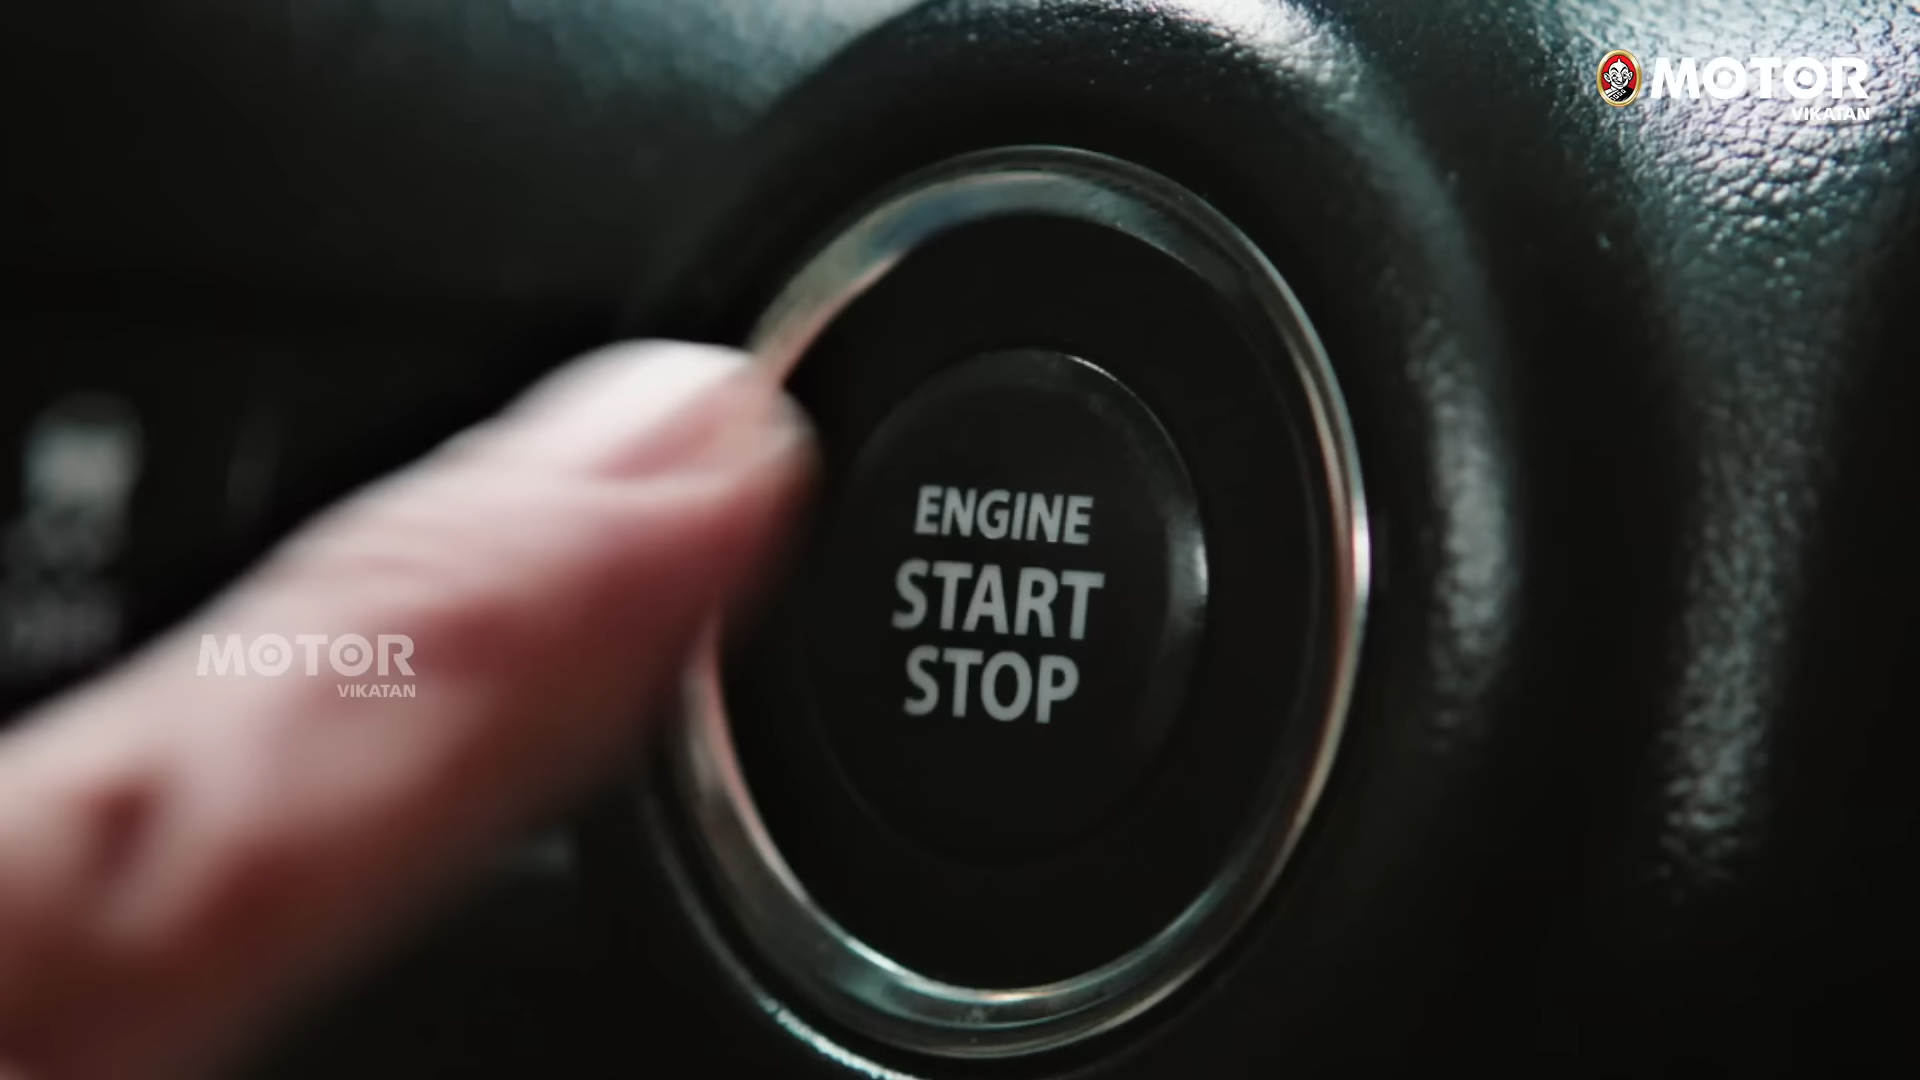 MOTOR
VIKATAN
ENGINE
START
STOP
MOTOR
VIKATAN